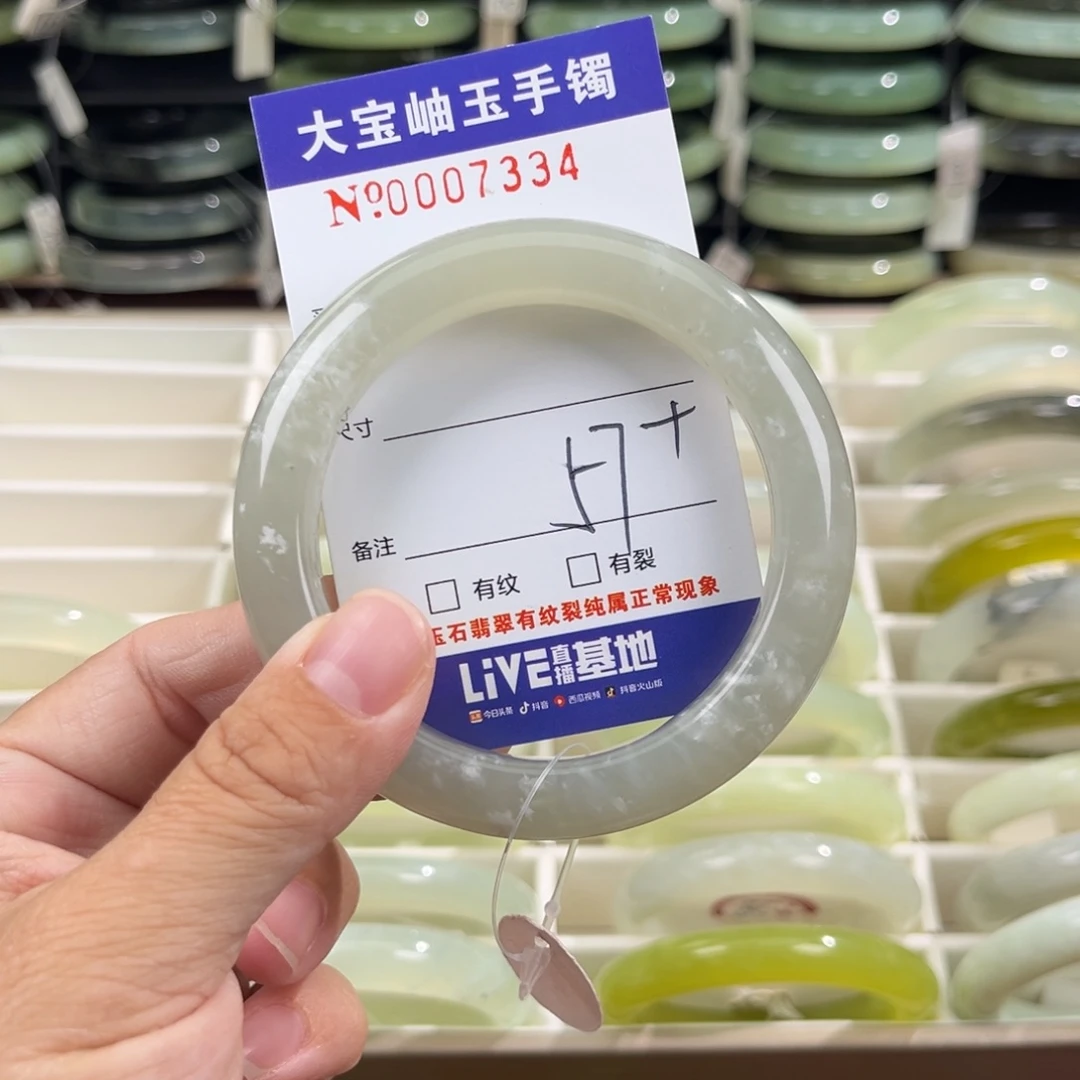 大宝岫玉手镯
Nº0007334
尺寸
57+
备注
有纹 有裂
玉石翡翠有纹裂纯属正常现象
LiVE直播基地
今日头条 抖音 西瓜视频 抖音火山版